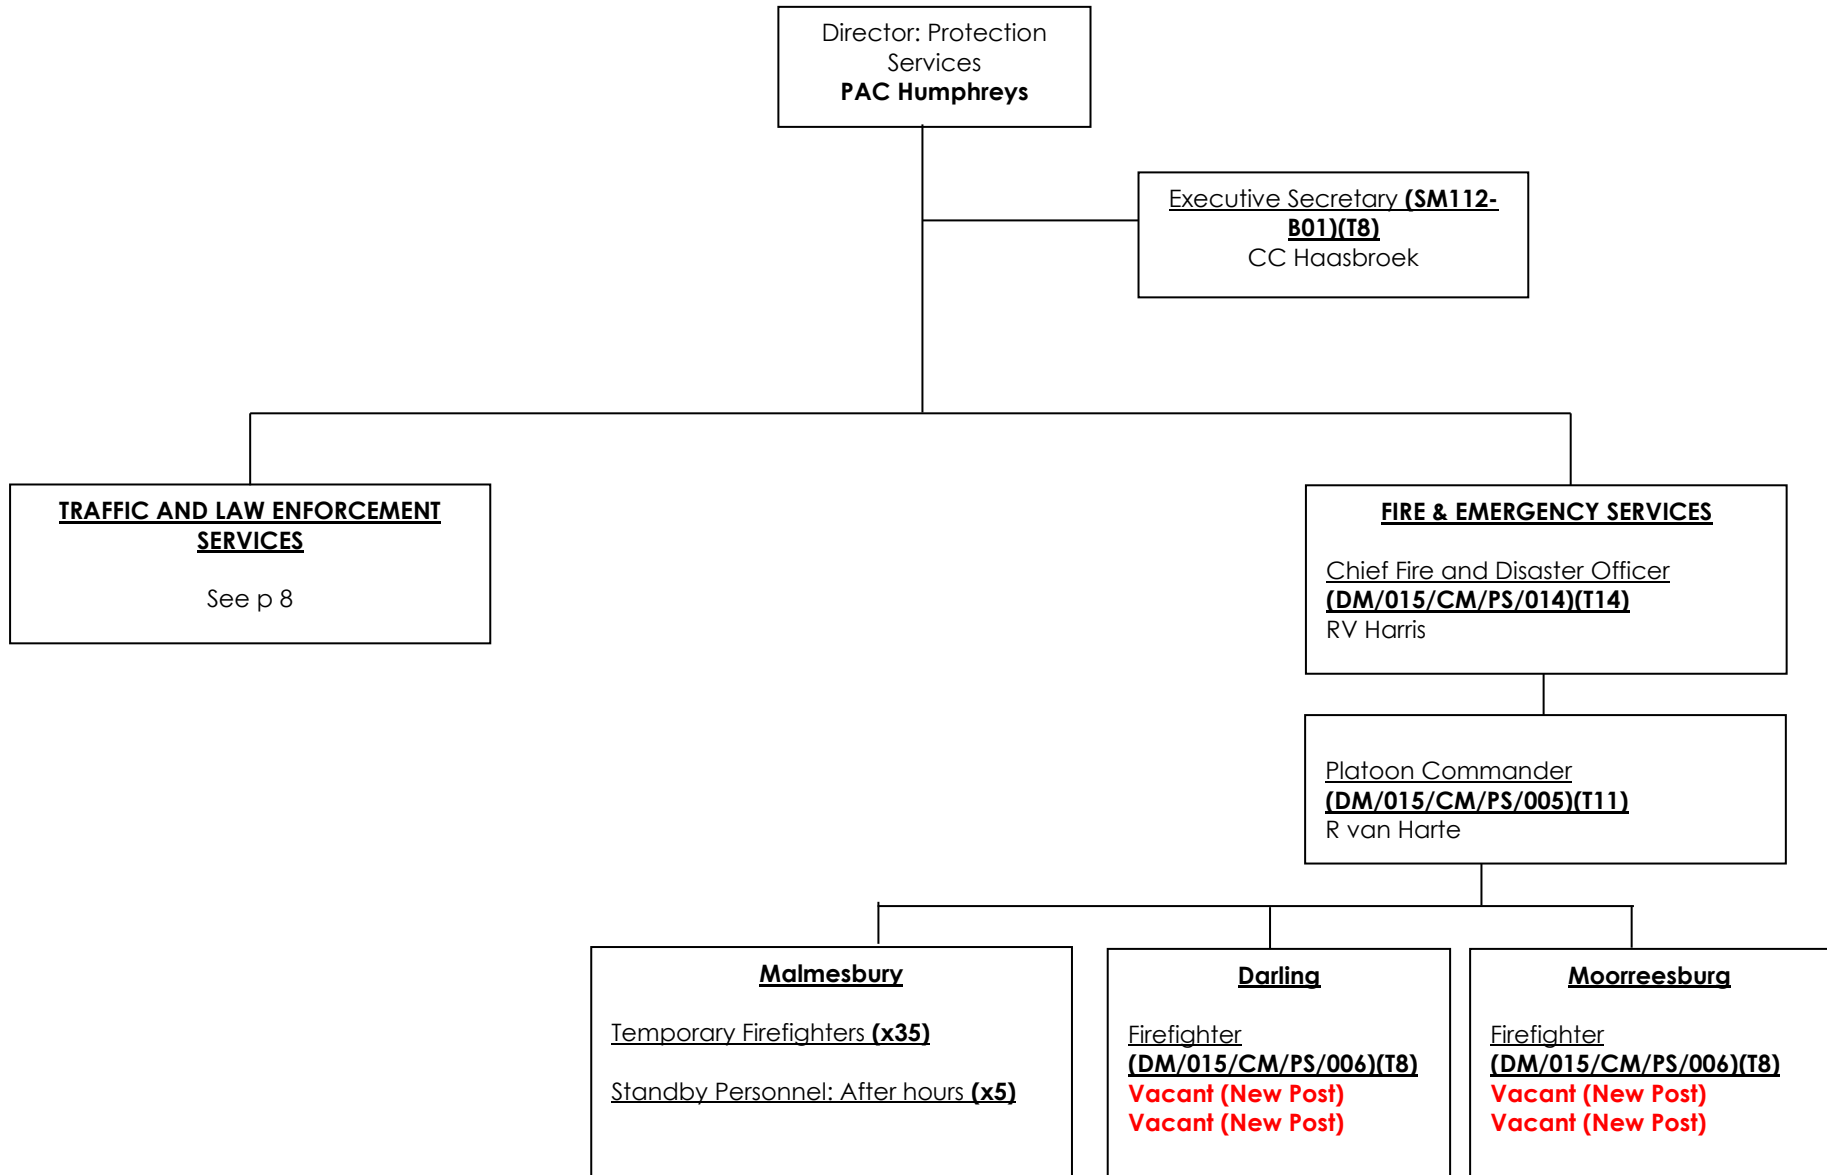 Director: Protection
Services
PAC Humphreys
Executive Secretary (SM112-
B01)(T8)
CC Haasbroek
TRAFFIC AND LAW ENFORCEMENT
SERVICES
See p 8
FIRE & EMERGENCY SERVICES
Chief Fire and Disaster Officer
(DM/015/CM/PS/014)(T14)
RV Harris
Platoon Commander
(DM/015/CM/PS/005)(T11)
R van Harte
Malmesbury
Temporary Firefighters (x35)
Standby Personnel: After hours (x5)
Darling
Firefighter
(DM/015/CM/PS/006)(T8)
Vacant (New Post)
Vacant (New Post)
Moorreesburg
Firefighter
(DM/015/CM/PS/006)(T8)
Vacant (New Post)
Vacant (New Post)